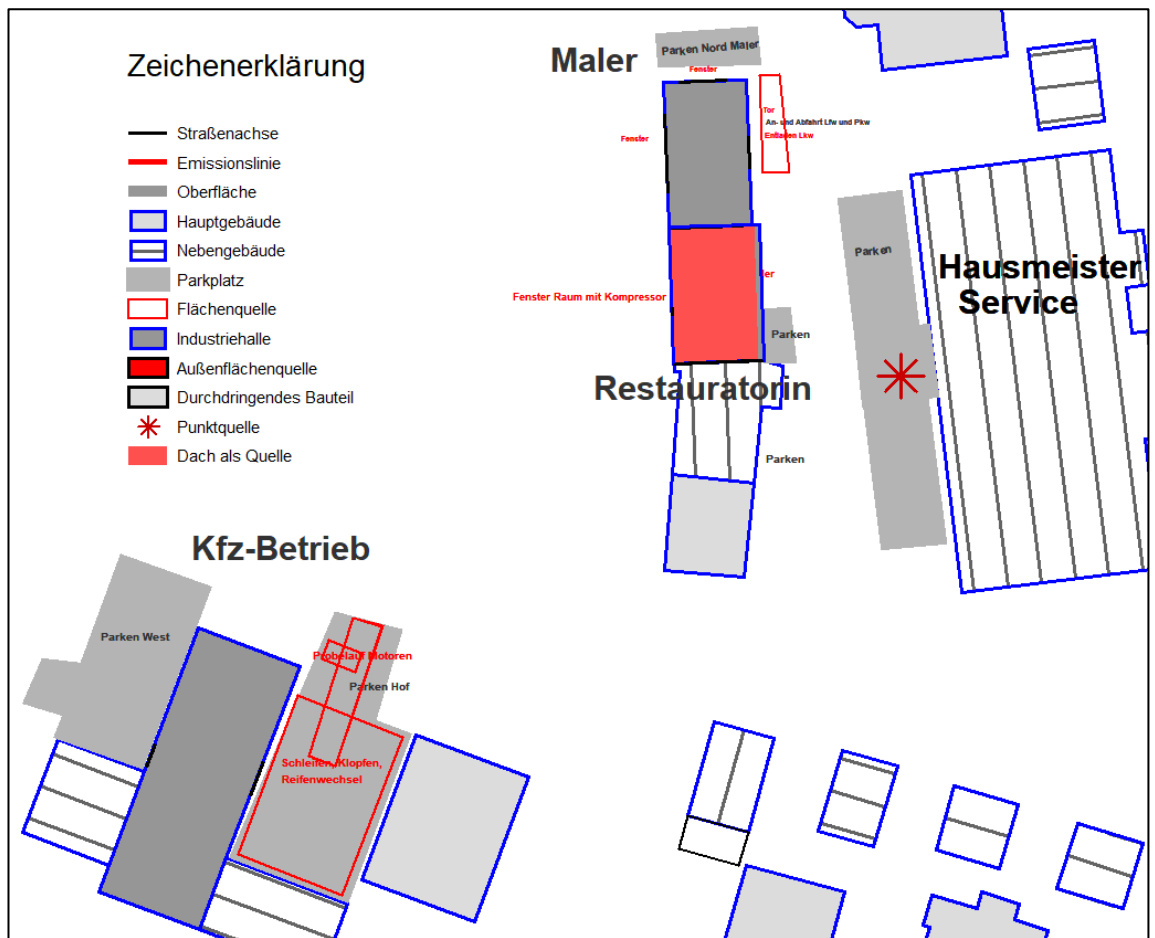 Zeichenerklärung
Straßenachse
Emissionslinie
Oberfläche
Hauptgebäude
Nebengebäude
Parkplatz
Flächenquelle
Industriehalle
Außenflächenquelle
Durchdringendes Bauteil
Punktquelle
Dach als Quelle
Maler
Parken Nord Maler
Fenster
Tor
An- und Abfahrt Lfw und Pkw
Entladen Lkw
Fenster
Parken
Hausmeister
Service
Fenster Raum mit Kompressor
Parken
Restauratorin
Parken
Kfz-Betrieb
Parken West
Probelauf Motoren
Parken Hof
Schleifen, Klopfen,
Reifenwechsel